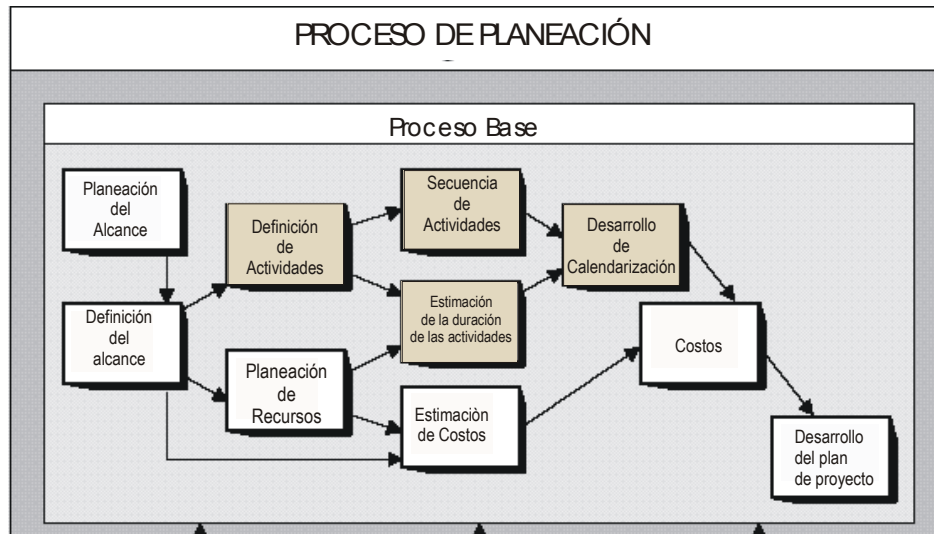 PROCESO DE PLANEACIÓN
Proceso Base
Planeación
del
Alcance
Definición
del
alcance
Definición
de
Actividades
Planeación
de
Recursos
Secuencia
de
Actividades
Estimación
de la duración
de las actividades
Estimaciòn
de Costos
Desarrollo
de
Calendarización
Costos
Desarrollo
del plan
de proyecto